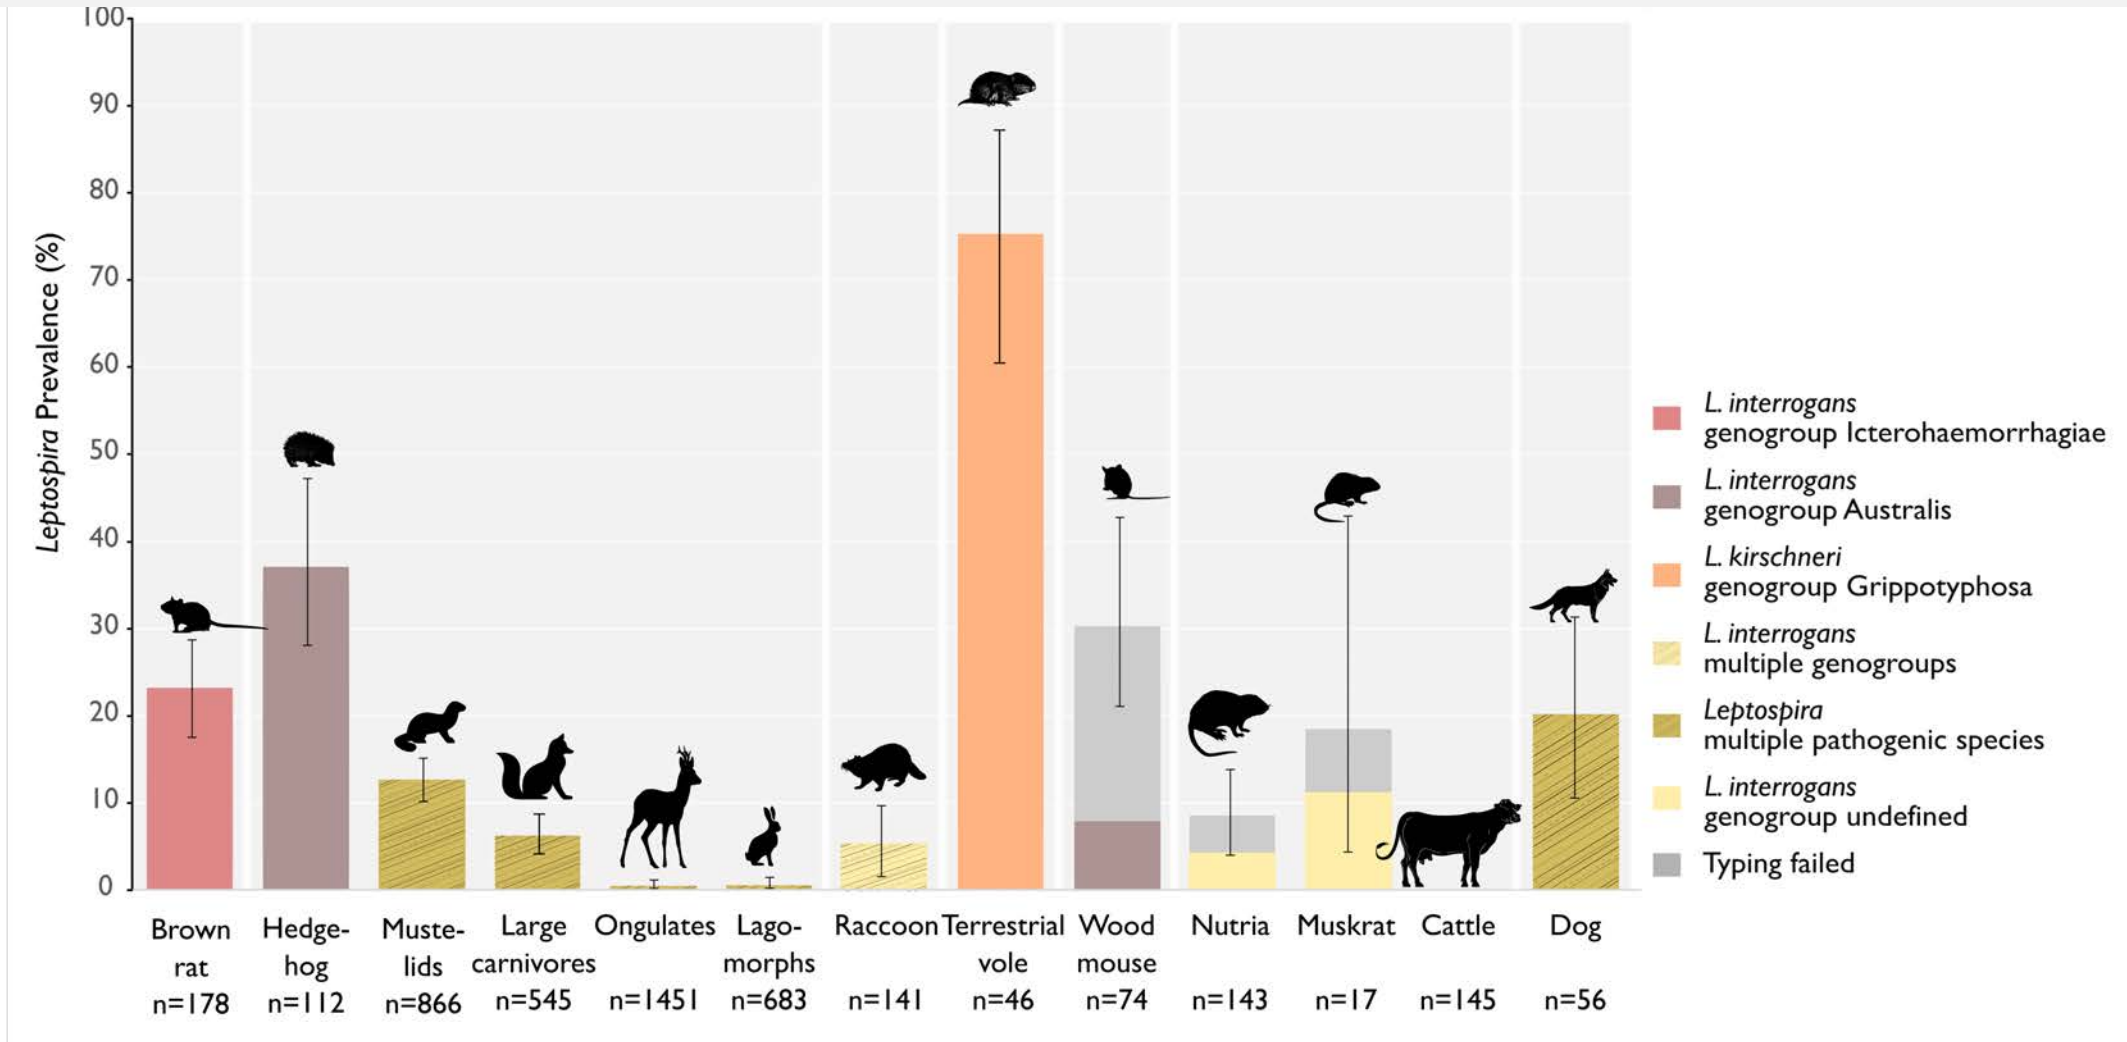 100
90
80
70
60
50
40
30
20
10
0
Leptospira Prevalence (%)
Brown
rat
n=178
Hedge-
hog
n=112
Muste-
lids
n=866
Large
carnivores
n=545
Ongulates
n=1451
Lago-
morphs
n=683
Raccoon
n=141
Terrestrial
vole
n=46
Wood
mouse
n=74
Nutria
n=143
Muskrat
n=17
Cattle
n=145
Dog
n=56
L. interrogans
genogroup Icterohaemorrhagiae
L. interrogans
genogroup Australis
L. kirschneri
genogroup Grippotyphosa
L. interrogans
multiple genogroups
Leptospira
multiple pathogenic species
L. interrogans
genogroup undefined
Typing failed